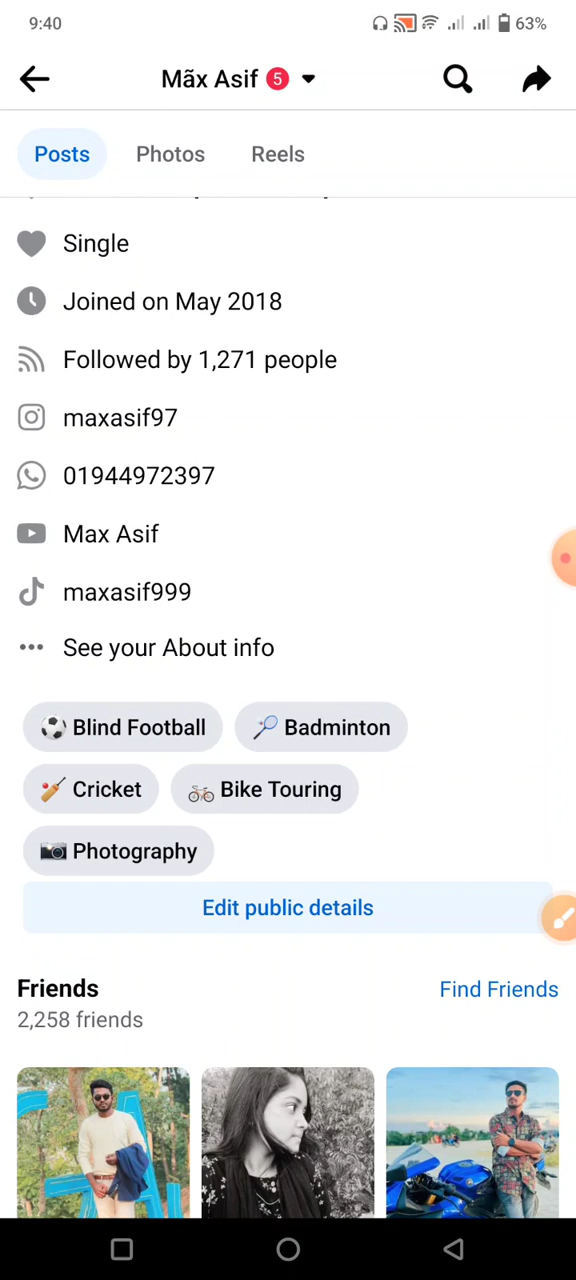 9:40
63%
Mãx Asif 5
Posts Photos Reels
Single
Joined on May 2018
Followed by 1,271 people
maxasif97
01944972397
Max Asif
maxasif999
See your About info
Blind Football Badminton
Cricket Bike Touring
Photography
Edit public details
Friends Find Friends
2,258 friends